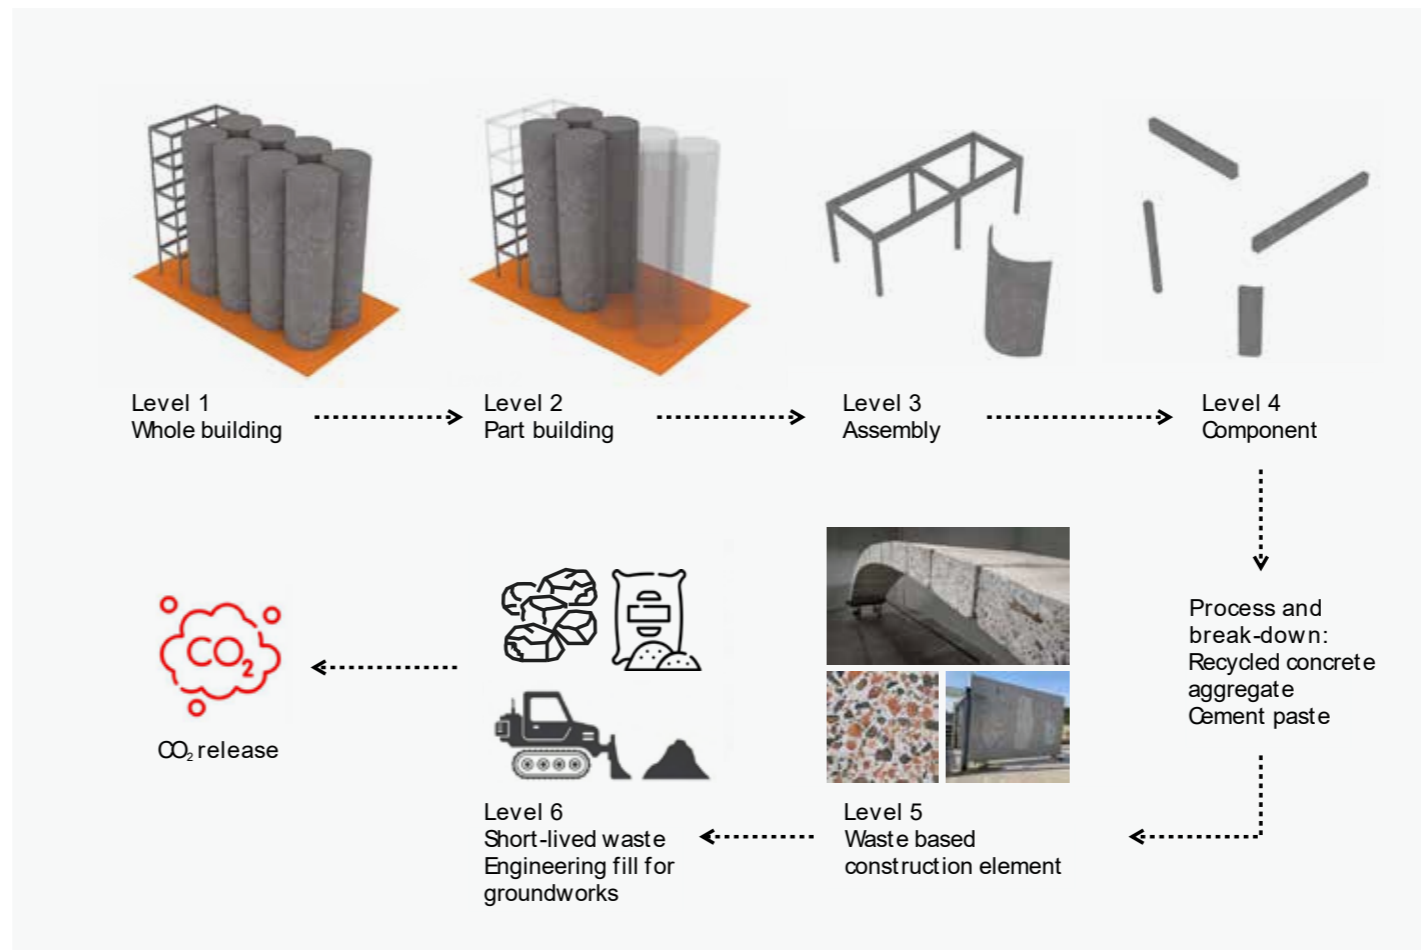 Level 1
Whole building
Level 2
Part building
Level 3
Assembly
Level 4
Component
Process and
break-down:
Recycled concrete
aggregate
Cement paste
Level 5
Waste based
construction element
Level 6
Short-lived waste
Engineering fill for
groundworks
CO₂
CO₂ release